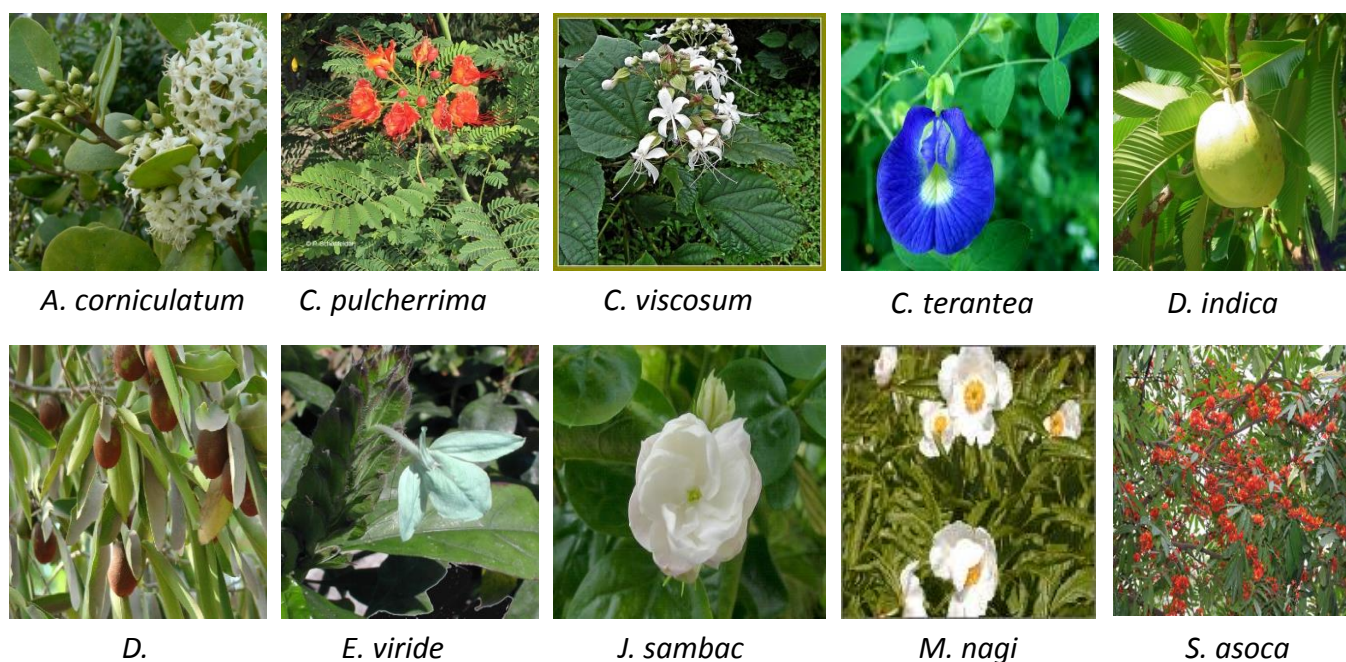 A. corniculatum C. pulcherrima C. viscosum C. terantea D. indica
D. E. viride J. sambac M. nagi S. asoca